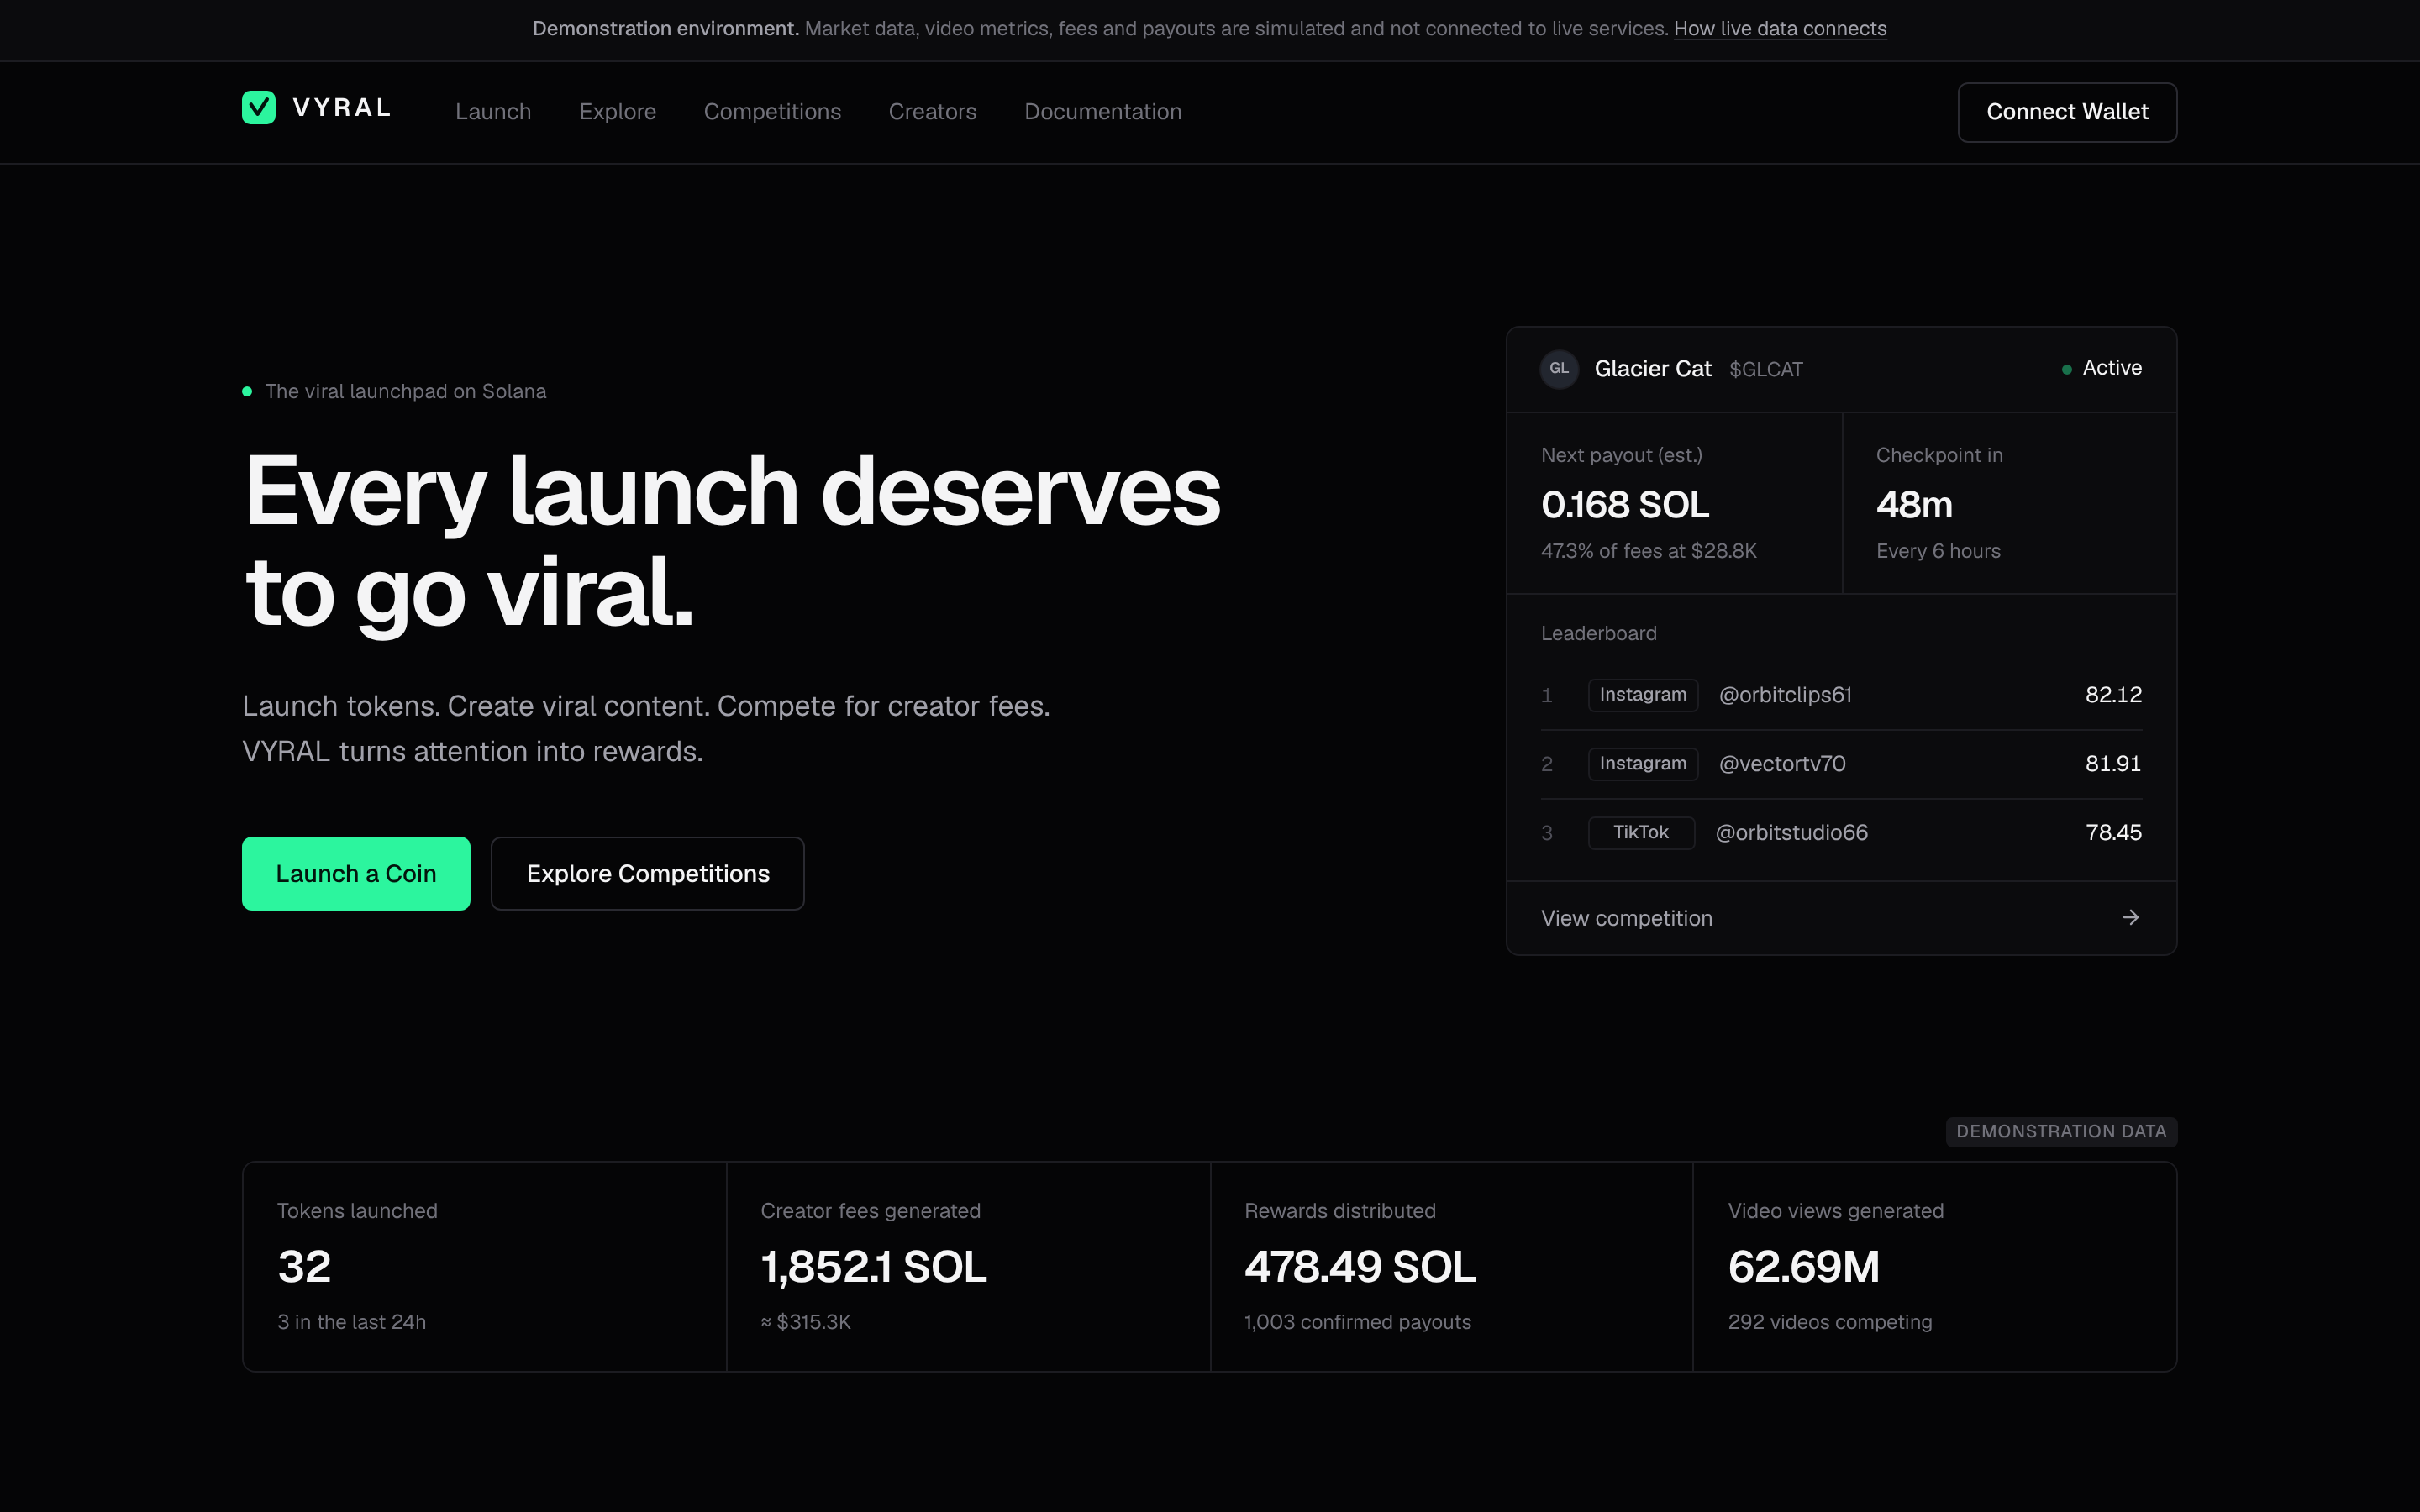 Demonstration environment. Market data, video metrics, fees and payouts are simulated and not connected to live services. How live data connects
VYRAL
Launch
Explore
Competitions
Creators
Documentation
Connect Wallet
The viral launchpad on Solana
Every launch deserves
to go viral.
Launch tokens. Create viral content. Compete for creator fees.
VYRAL turns attention into rewards.
Launch a Coin
Explore Competitions
GL Glacier Cat $GLCAT
Active
Next payout (est.)
0.168 SOL
47.3% of fees at $28.8K
Checkpoint in
48m
Every 6 hours
Leaderboard
1 Instagram @orbitclips61 82.12
2 Instagram @vectortv70 81.91
3 TikTok @orbitstudio66 78.45
View competition →
DEMONSTRATION DATA
Tokens launched
32
3 in the last 24h
Creator fees generated
1,852.1 SOL
≈ $315.3K
Rewards distributed
478.49 SOL
1,003 confirmed payouts
Video views generated
62.69M
292 videos competing